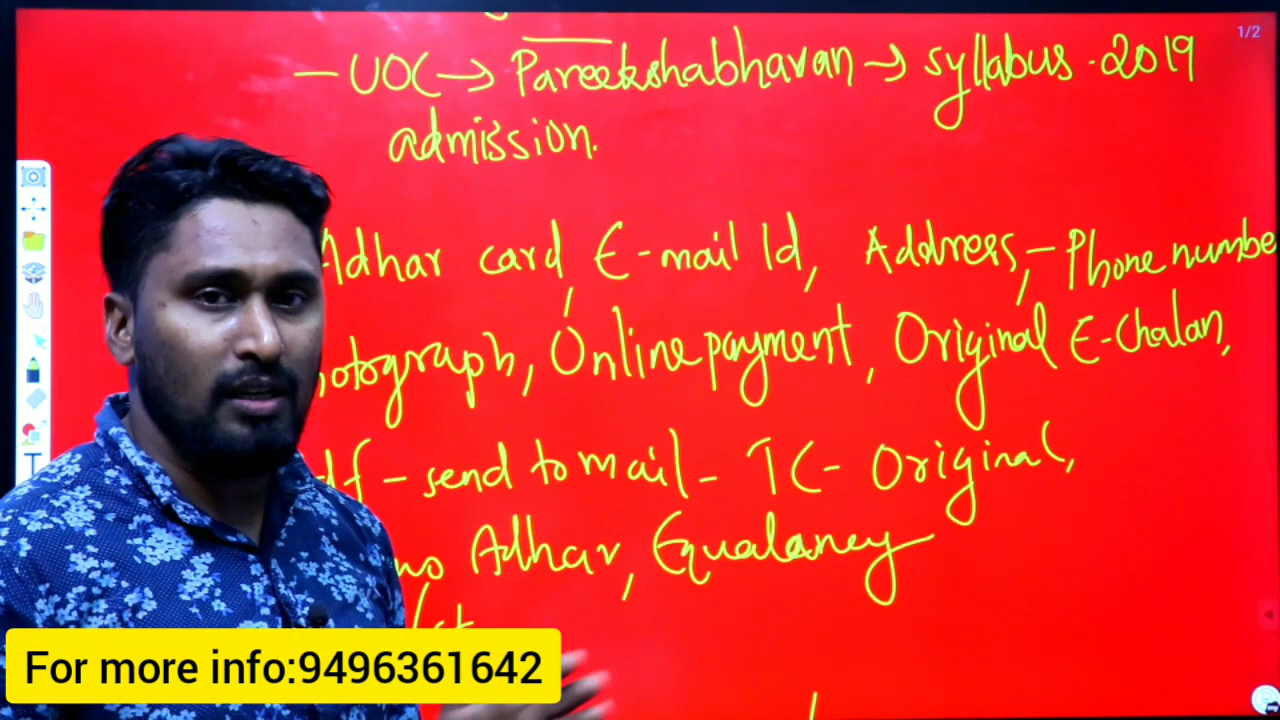 1/2
- UOC → Pareekshabhavan → syllabus - 2019
admission.
Adhar card, E-mail Id, Address, - Phone numbe
otograph, Online payment, Original E-Chalan,
df - send to mail - TC - Original,
Adhar, Equalancy
For more info:9496361642